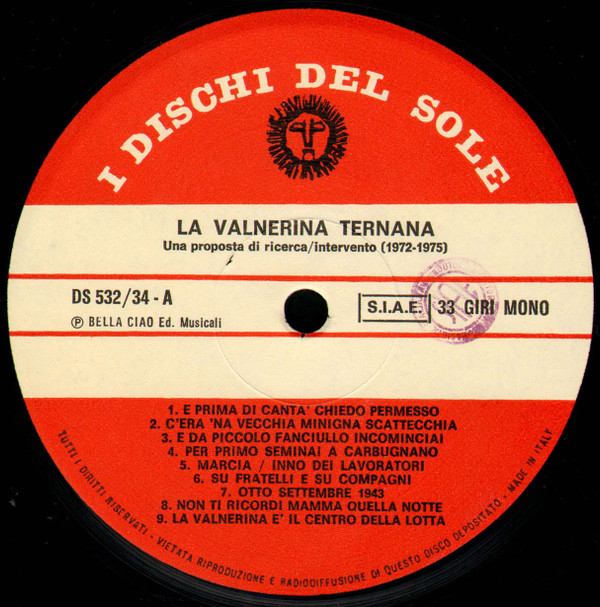 I DISCHI DEL SOLE
LA VALNERINA TERNANA
Una proposta di ricerca/intervento (1972-1975)
DS 532/34 - A
S.I.A.E.
33 GIRI MONO
Ⓟ BELLA CIAO Ed. Musicali
1. E PRIMA DI CANTA' CHIEDO PERMESSO
2. C'ERA 'NA VECCHIA MINIGNA SCATTECCHIA
3. E DA PICCOLO FANCIULLO INCOMINCIAI
4. PER PRIMO SEMINAI A CARBUGNANO
5. MARCIA / INNO DEI LAVORATORI
6. SU FRATELLI E SU COMPAGNI
7. OTTO SETTEMBRE 1943
8. NON TI RICORDI MAMMA QUELLA NOTTE
9. LA VALNERINA E' IL CENTRO DELLA LOTTA
TUTTI I DIRITTI RISERVATI - VIETATA RIPRODUZIONE E RADIODIFFUSIONE DI QUESTO DISCO DEPOSITATO. - MADE IN ITALY